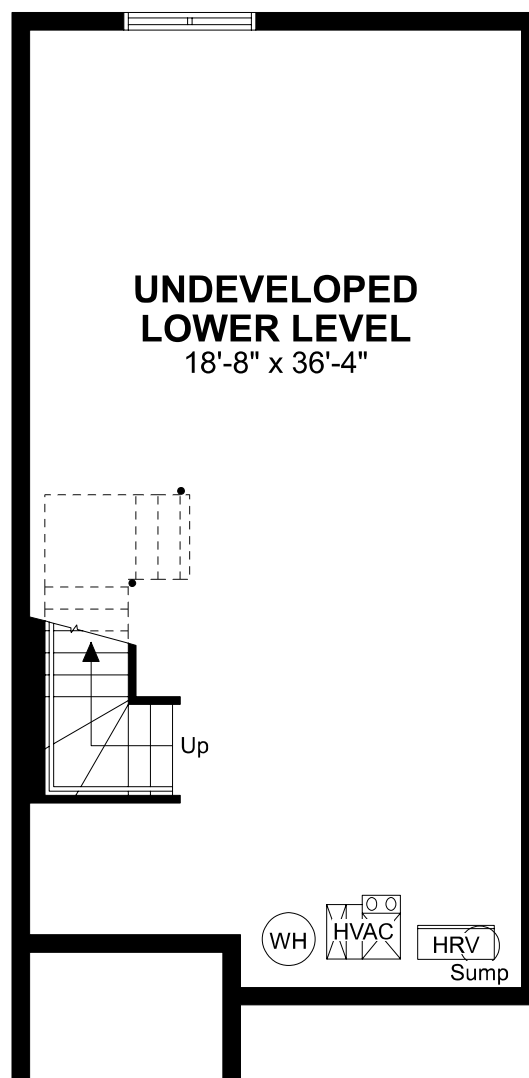 UNDEVELOPED
LOWER LEVEL
18'-8" x 36'-4"
Up
WH
HVAC
HRV
Sump